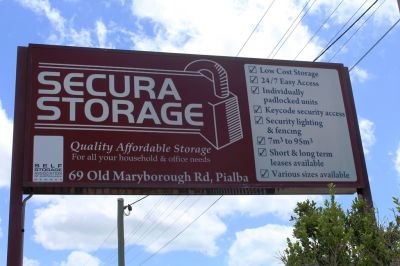 SECURA
STORAGE
Quality Affordable Storage
For all your household & office needs
SELF
STORAGE
69 Old Maryborough Rd, Pialba
Low Cost Storage
24/7 Easy Access
Individually
padlocked units
Keycode security access
Security lighting
& fencing
7m³ to 95m³
Short & long term
leases available
Various sizes available